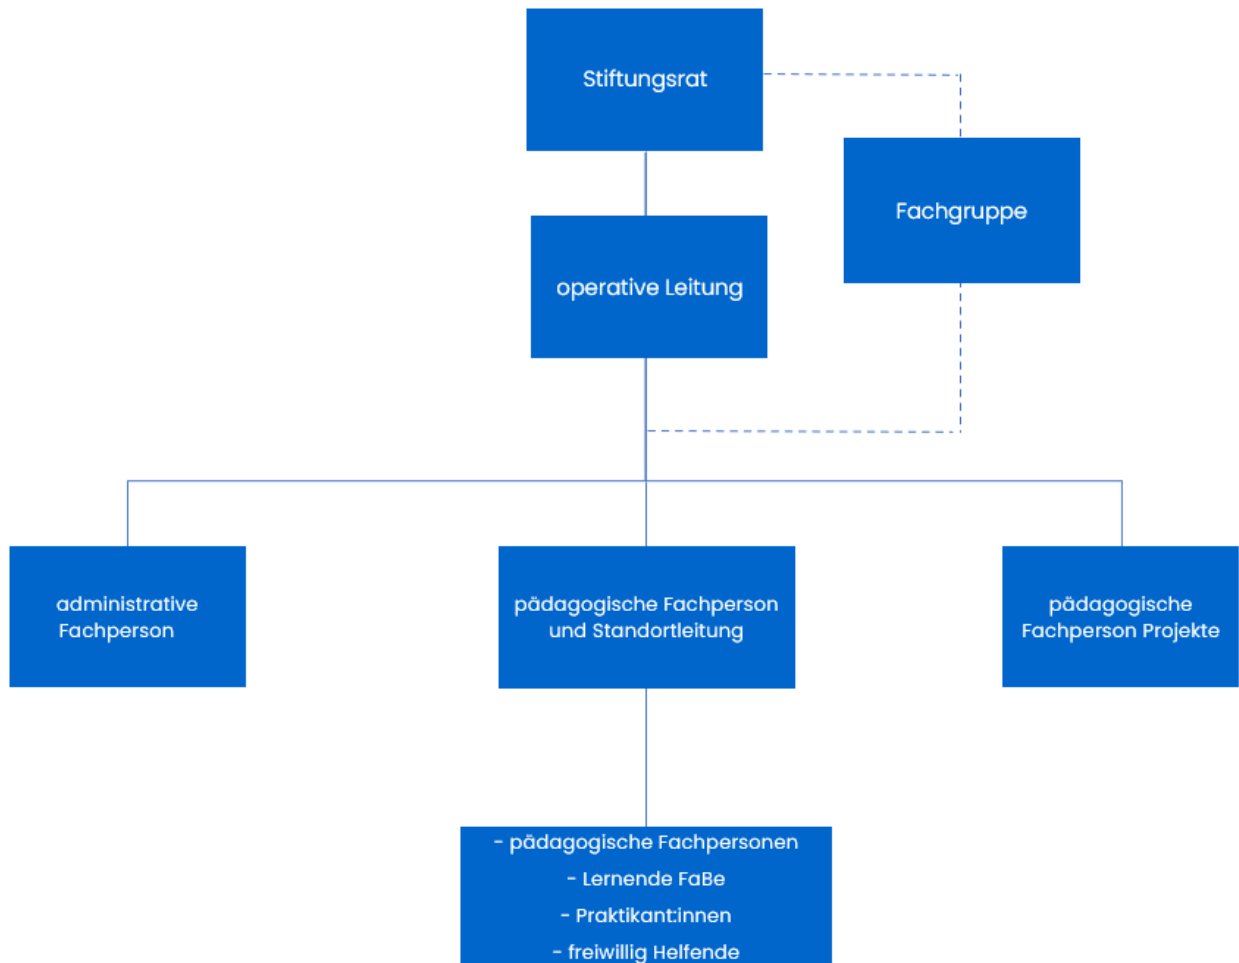 Stiftungsrat
Fachgruppe
operative Leitung
administrative
Fachperson
pädagogische Fachperson
und Standortleitung
pädagogische
Fachperson Projekte
- pädagogische Fachpersonen
- Lernende FaBe
- Praktikant:innen
- freiwillig Helfende